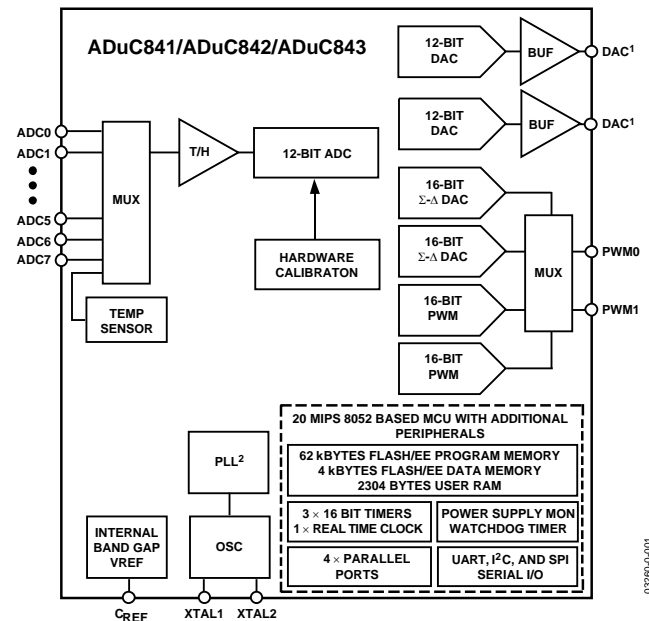 ADuC841/ADuC842/ADuC843
12-BIT
DAC
BUF
DAC¹
12-BIT
DAC
BUF
DAC¹
ADC0
ADC1
ADC5
ADC6
ADC7
MUX
T/H
12-BIT ADC
HARDWARE
CALIBRATON
TEMP
SENSOR
16-BIT
Σ-Δ DAC
16-BIT
Σ-Δ DAC
16-BIT
PWM
16-BIT
PWM
MUX
PWM0
PWM1
20 MIPS 8052 BASED MCU WITH ADDITIONAL
PERIPHERALS
62 kBYTES FLASH/EE PROGRAM MEMORY
4 kBYTES FLASH/EE DATA MEMORY
2304 BYTES USER RAM
3 × 16 BIT TIMERS
1 × REAL TIME CLOCK
POWER SUPPLY MON
WATCHDOG TIMER
4 × PARALLEL
PORTS
UART, I²C, AND SPI
SERIAL I/O
PLL²
INTERNAL
BAND GAP
VREF
OSC
CREF
XTAL1
XTAL2
03260-0-001